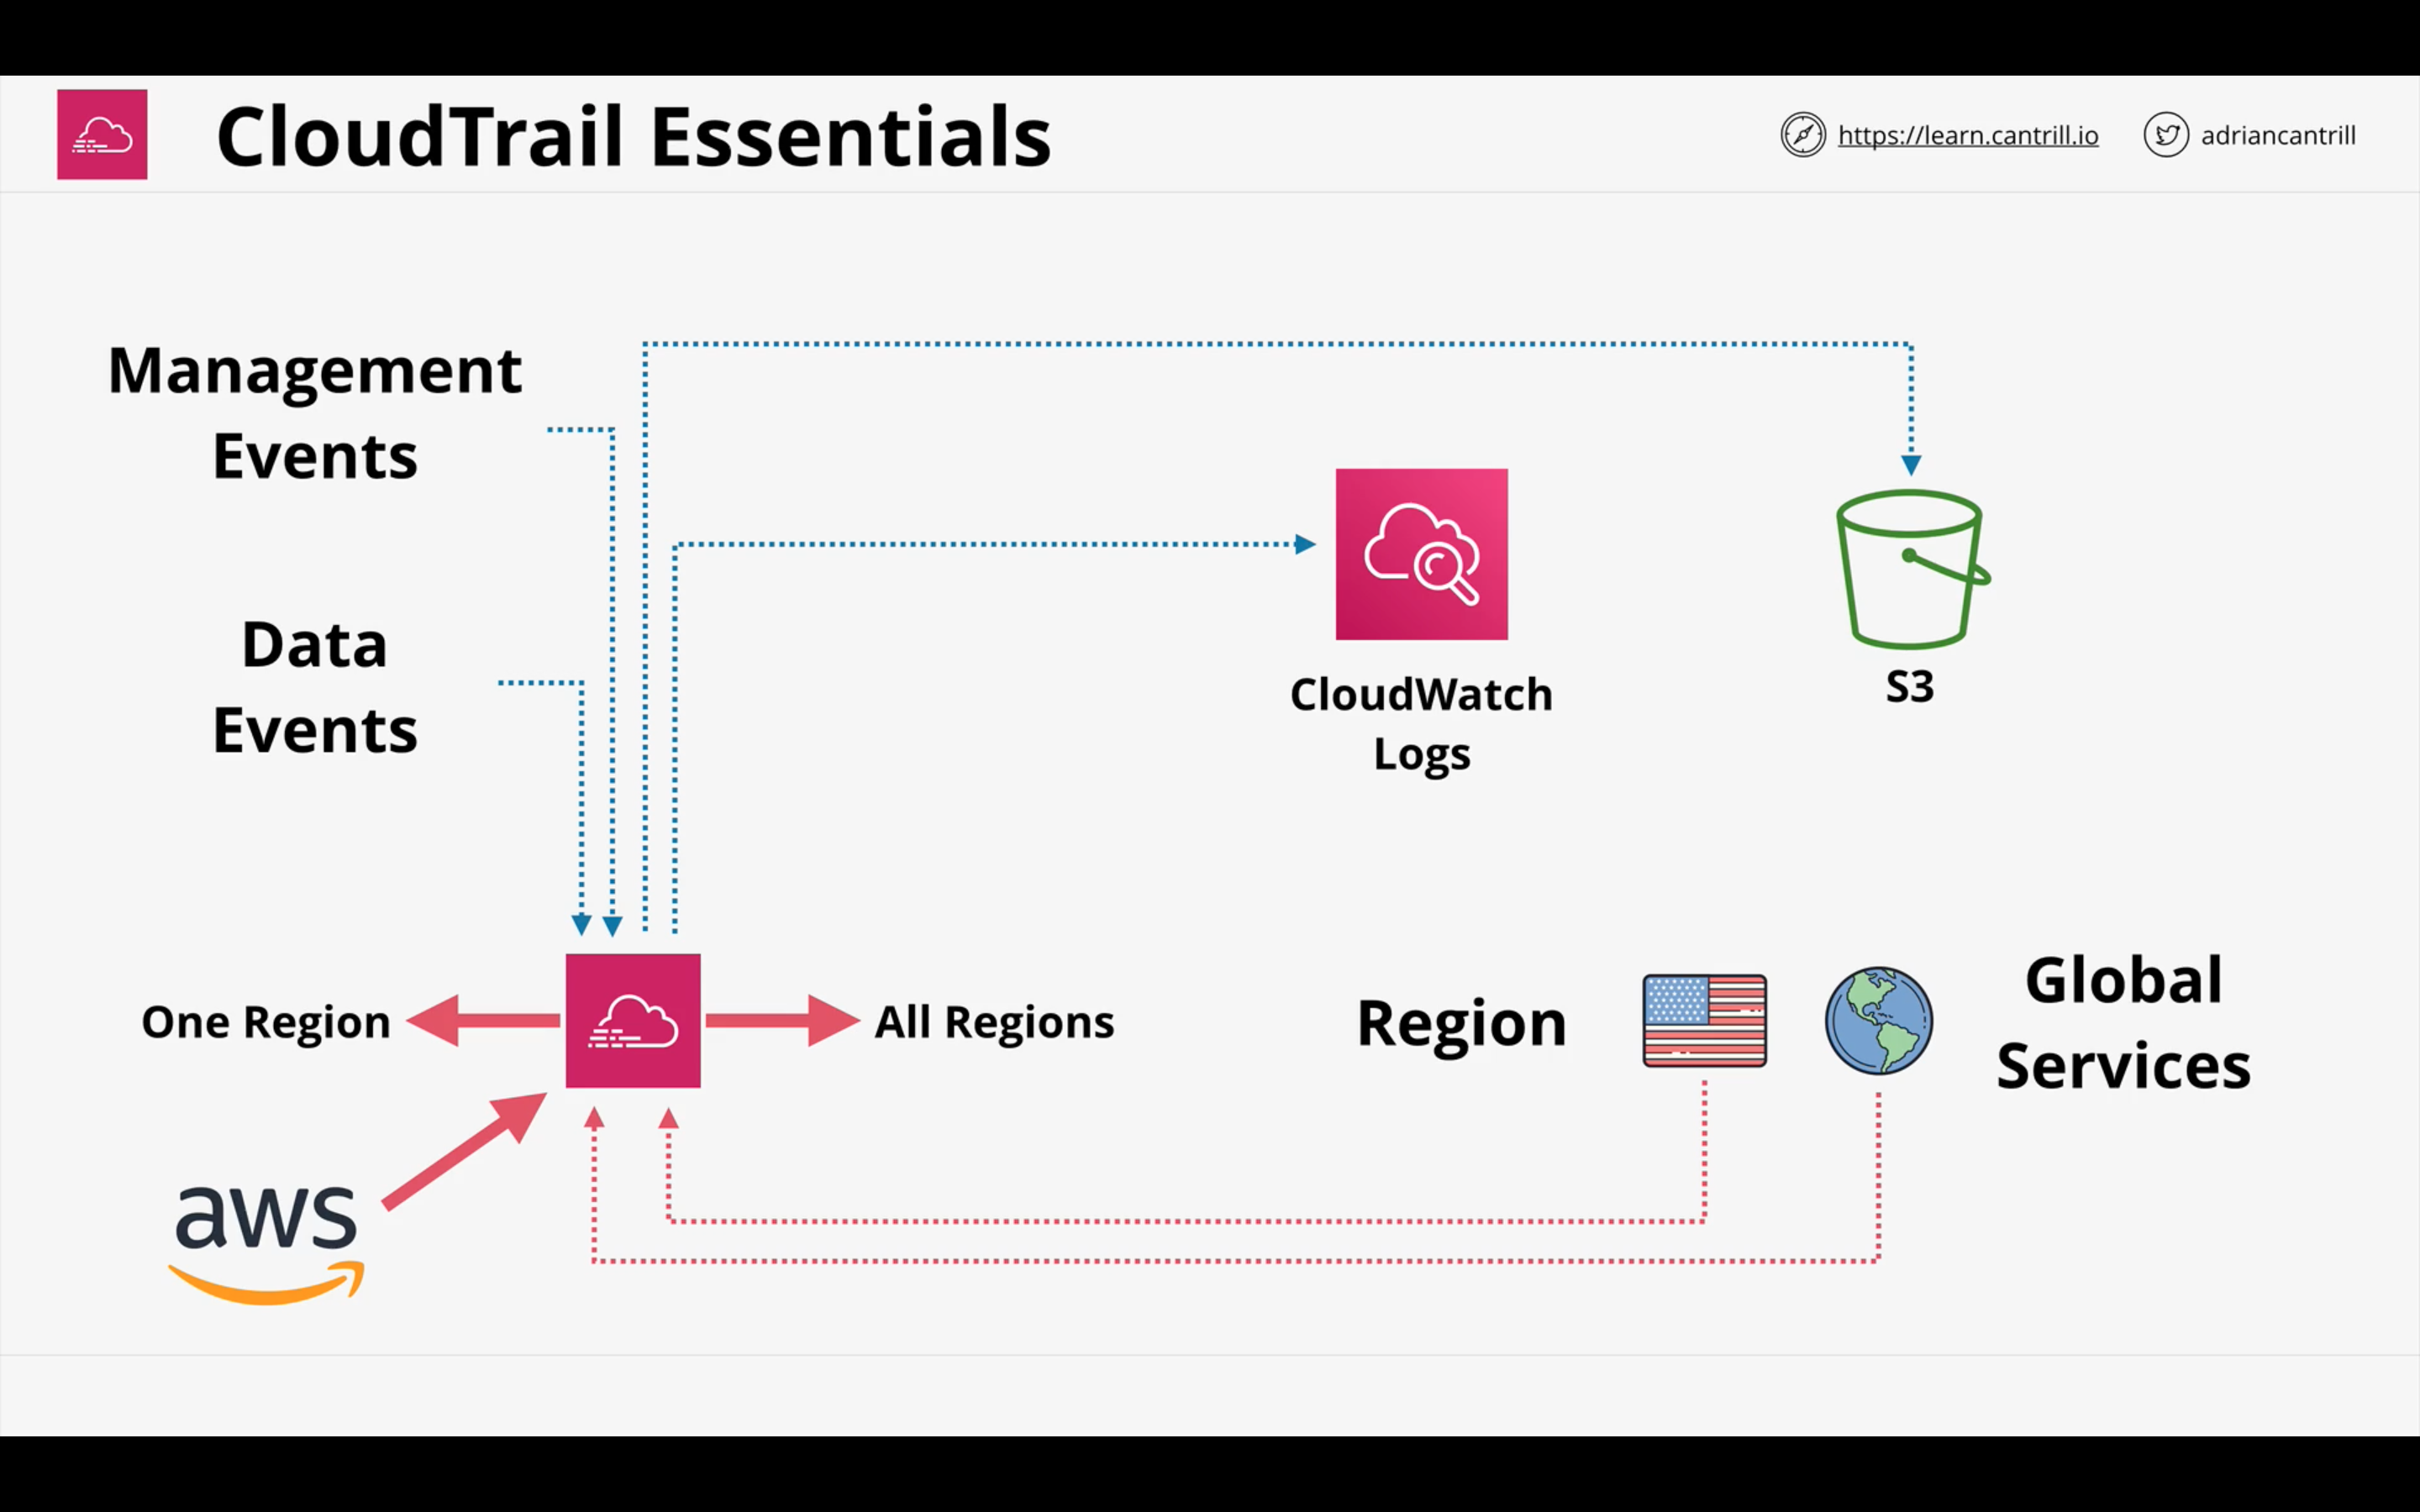 CloudTrail Essentials
https://learn.cantrill.io
adriancantrill
Management
Events
Data
Events
CloudWatch
Logs
S3
One Region
All Regions
Region
Global
Services
aws